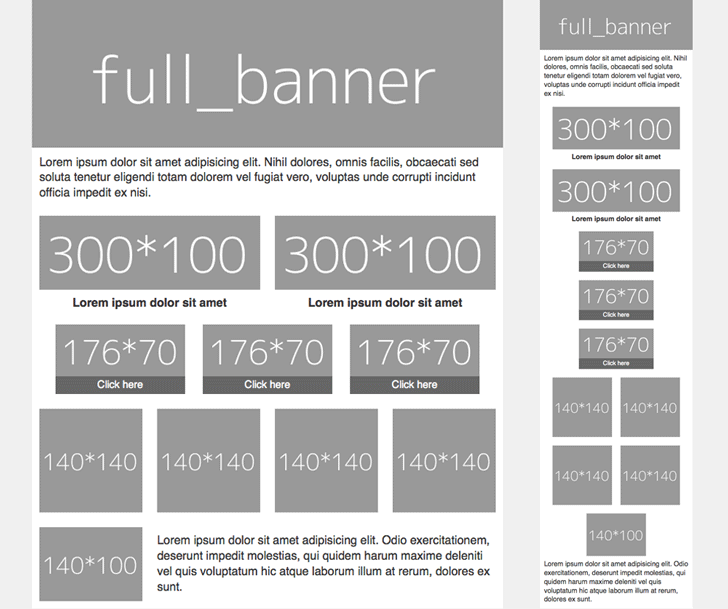 full_banner
Lorem ipsum dolor sit amet adipisicing elit. Nihil dolores, omnis facilis, obcaecati sed
soluta tenetur eligendi totam dolorem vel fugiat vero, voluptas unde corrupti incidunt
officia impedit ex nisi.
300*100 300*100
Lorem ipsum dolor sit amet Lorem ipsum dolor sit amet
176*70 176*70 176*70
Click here Click here Click here
140*140 140*140 140*140 140*140
140*100
Lorem ipsum dolor sit amet adipisicing elit. Odio exercitationem,
deserunt impedit molestias, qui quidem harum maxime deleniti
vel quis voluptatum hic atque laborum illum at rerum, dolores ex
sunt.
full_banner
Lorem ipsum dolor sit amet adipisicing elit. Nihil
dolores, omnis facilis, obcaecati sed soluta
tenetur eligendi totam dolorem vel fugiat vero,
voluptas unde corrupti incidunt officia impedit
ex nisi.
300*100
Lorem ipsum dolor sit amet
300*100
Lorem ipsum dolor sit amet
176*70
Click here
176*70
Click here
176*70
Click here
140*140 140*140
140*140 140*140
140*100
Lorem ipsum dolor sit amet adipisicing elit. Odio
exercitationem, deserunt impedit molestias, qui
quidem harum maxime deleniti vel quis
voluptatum hic atque laborum illum at rerum,
dolores ex sunt.